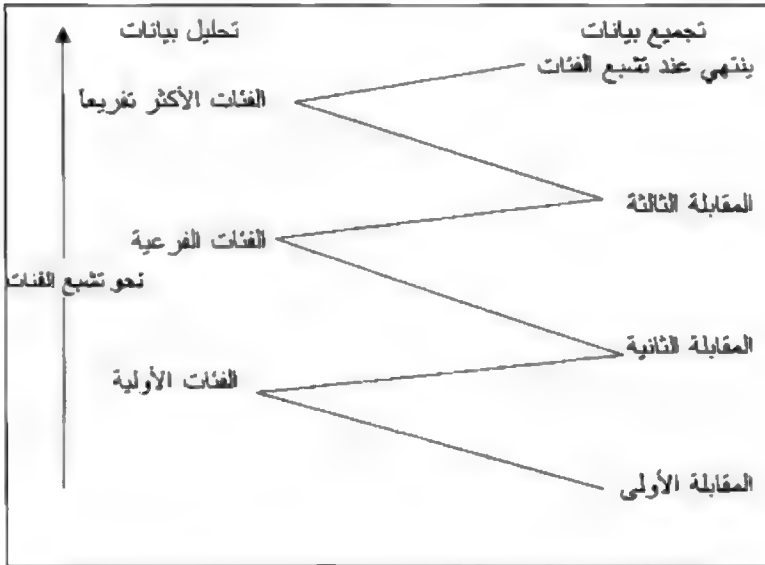 تجميع بيانات
تحليل بيانات
ينتهي عند تشبع الفئات
الفئات الأكثر تفريعاً
المقابلة الثالثة
الفئات الفرعية
نحو تشبع الفئات
المقابلة الثانية
الفئات الأولية
المقابلة الأولى